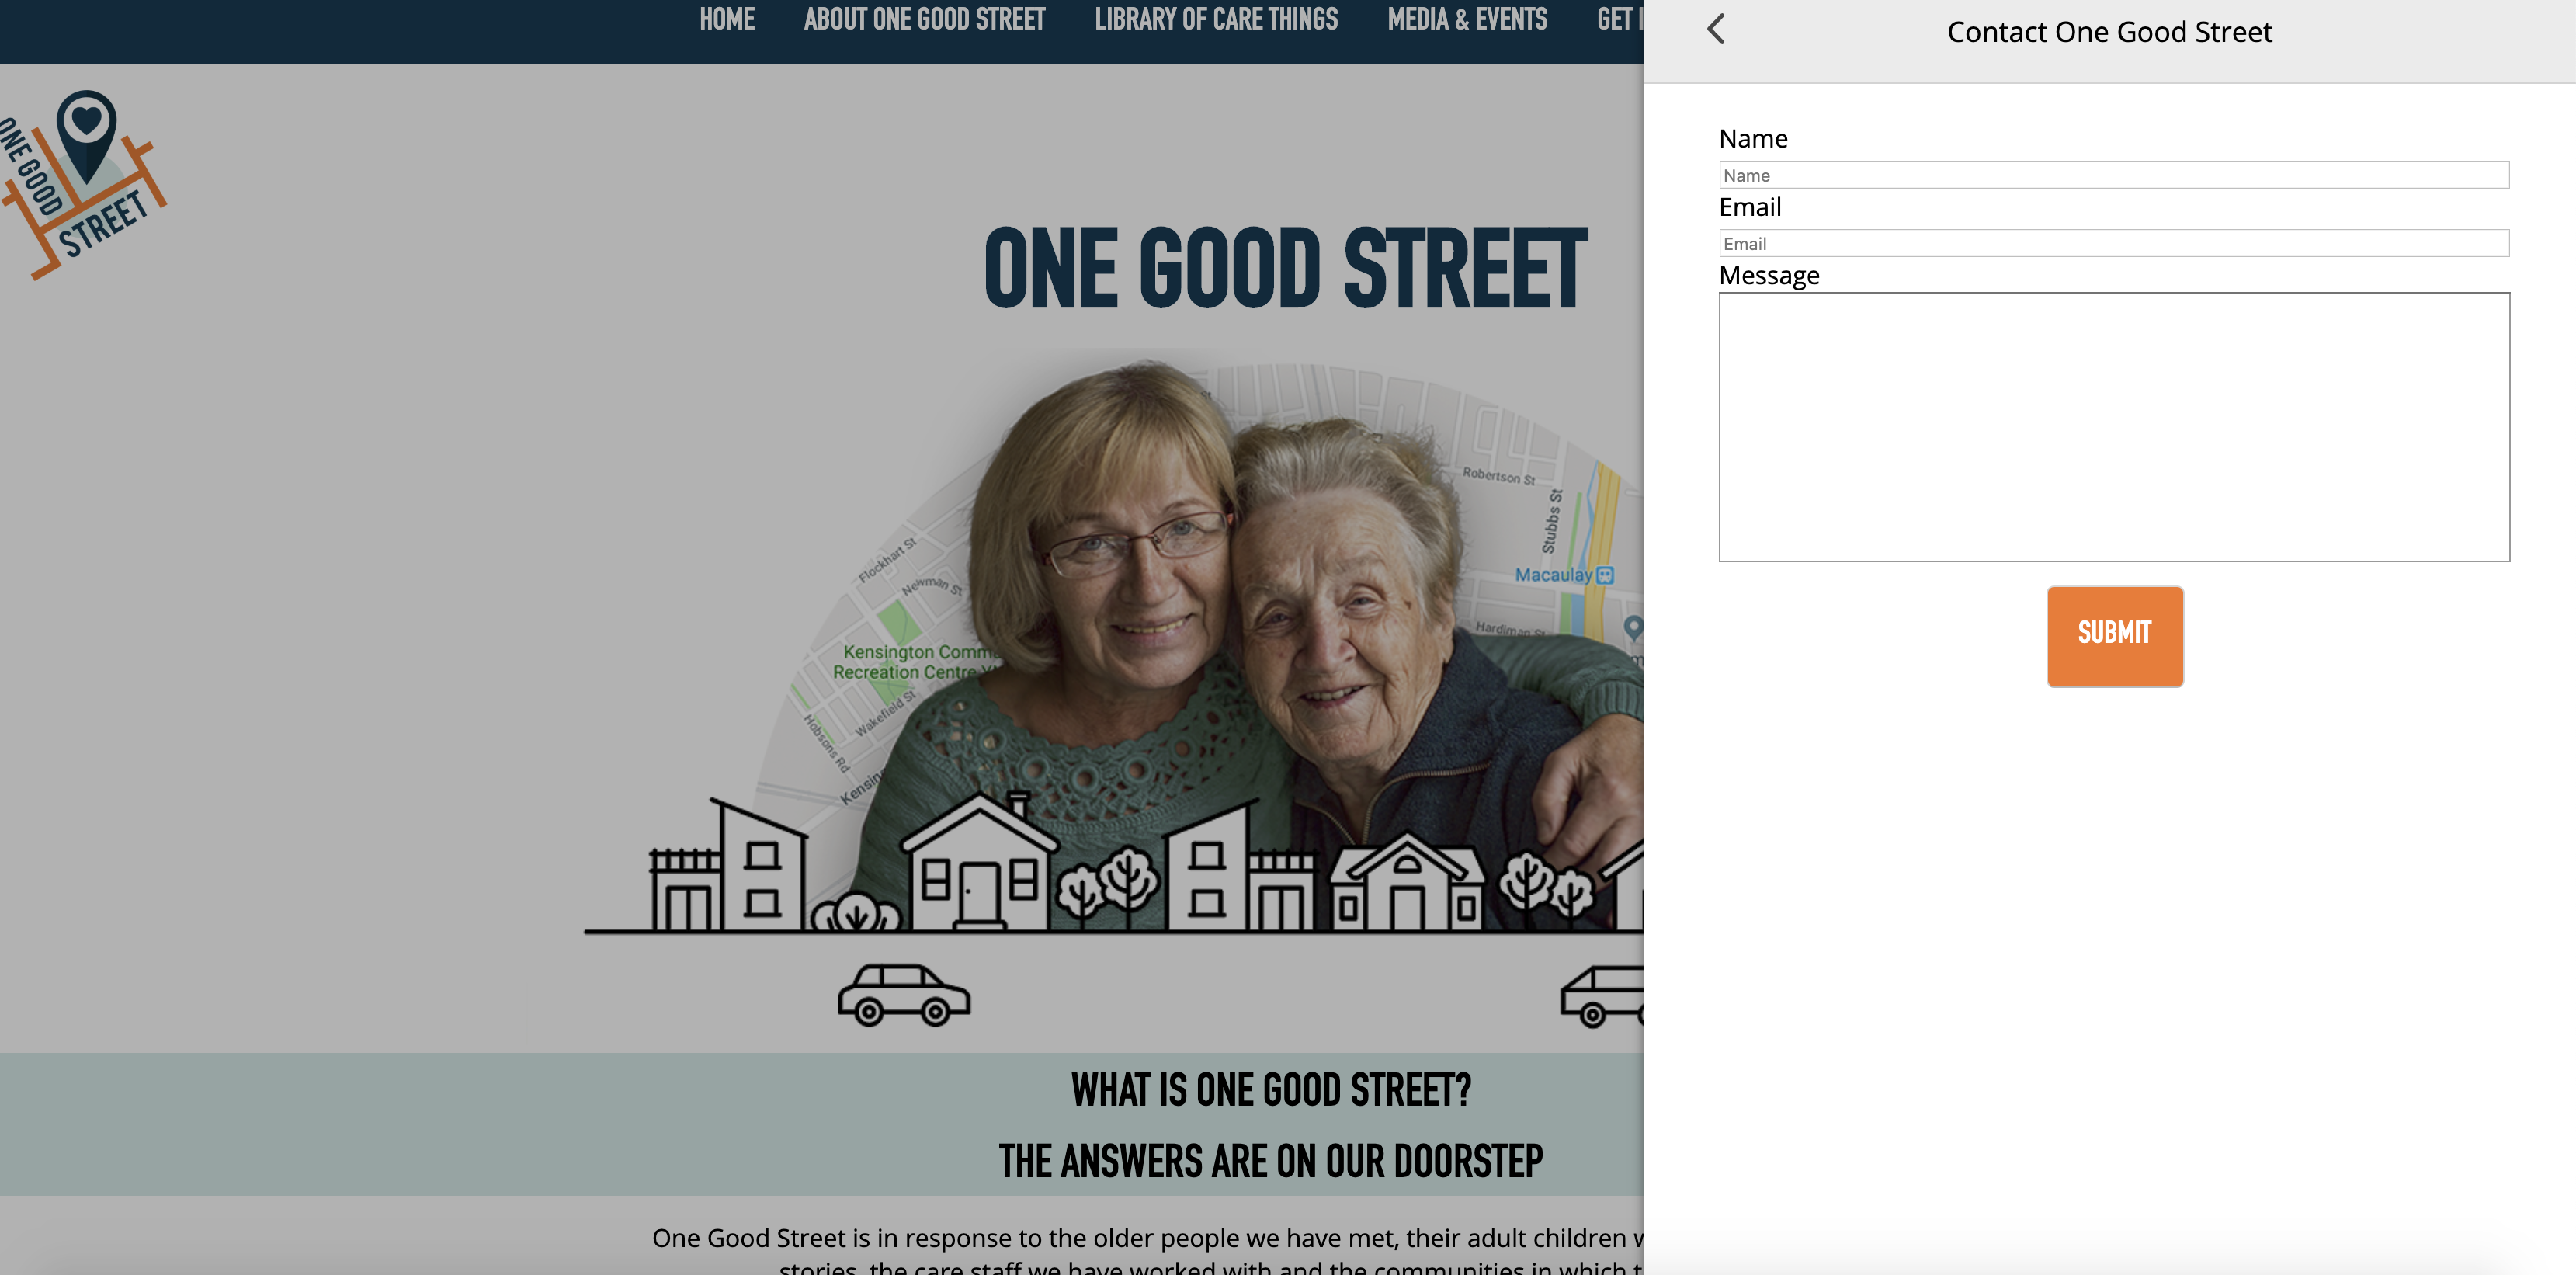 HOME ABOUT ONE GOOD STREET LIBRARY OF CARE THINGS MEDIA & EVENTS GET
ONE GOOD
STREET
ONE GOOD STREET
Robertson St
Stubbs St
Flockhart St
Newman St
Macaulay
Hardiman St
Kensington Comm
Recreation Centre
Wakefield St
Hobsons Rd
Kensing
WHAT IS ONE GOOD STREET?
THE ANSWERS ARE ON OUR DOORSTEP
One Good Street is in response to the older people we have met, their adult children
stories, the care staff we have worked with and the communities in which
Contact One Good Street
Name
Name
Email
Email
Message
SUBMIT